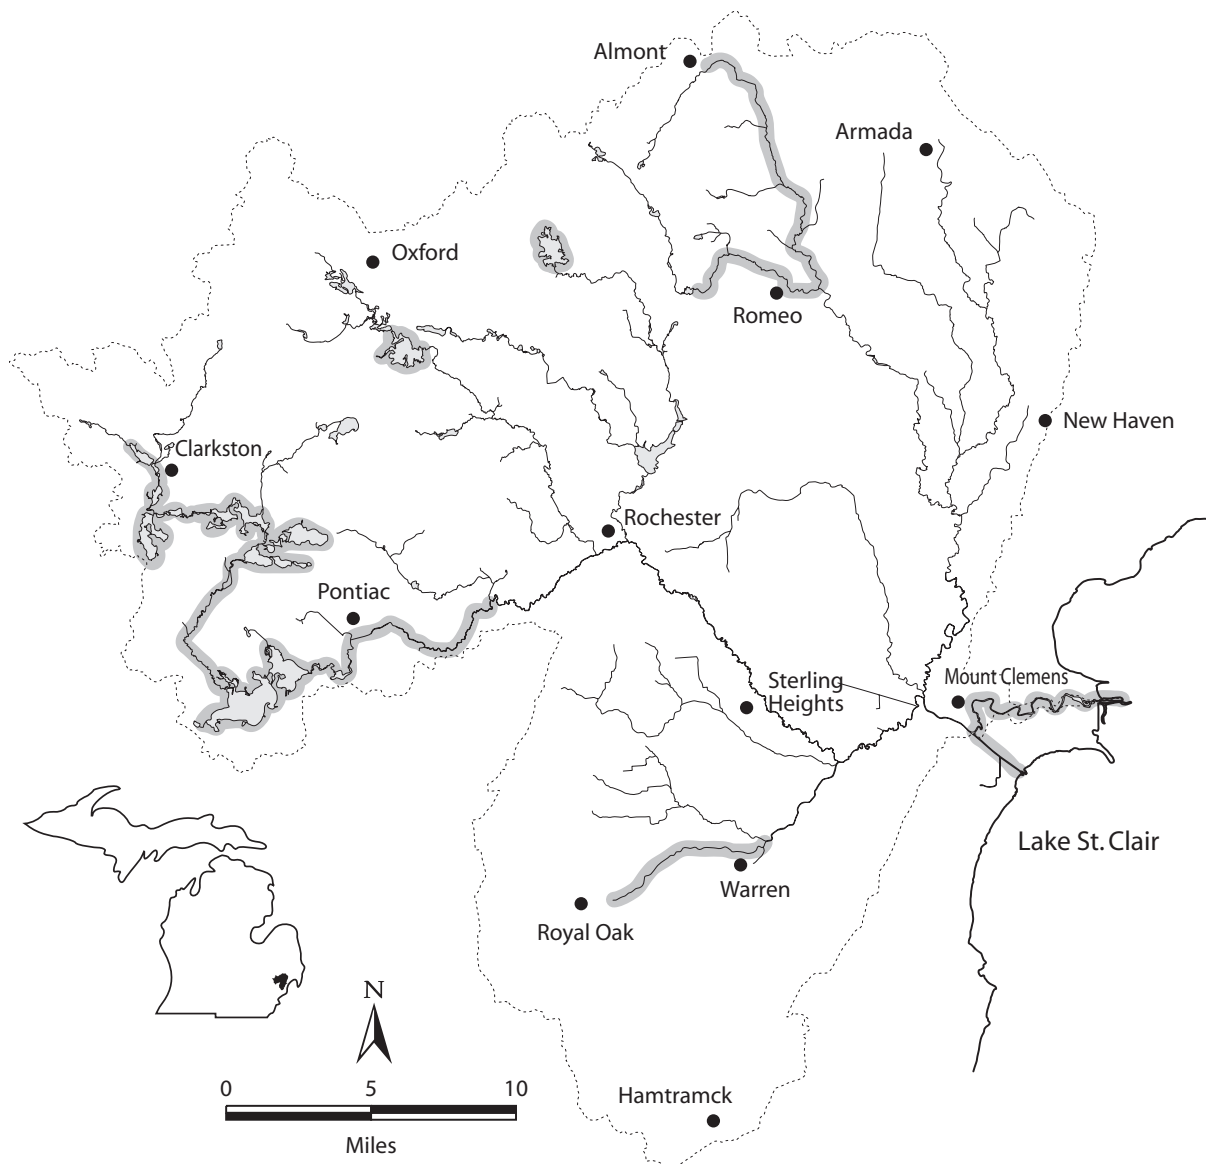 Almont
Armada
Oxford
Romeo
New Haven
Clarkston
Rochester
Pontiac
Mount Clemens
Sterling
Heights
Lake St. Clair
Warren
Royal Oak
N
0 5 10
Miles
Hamtramck